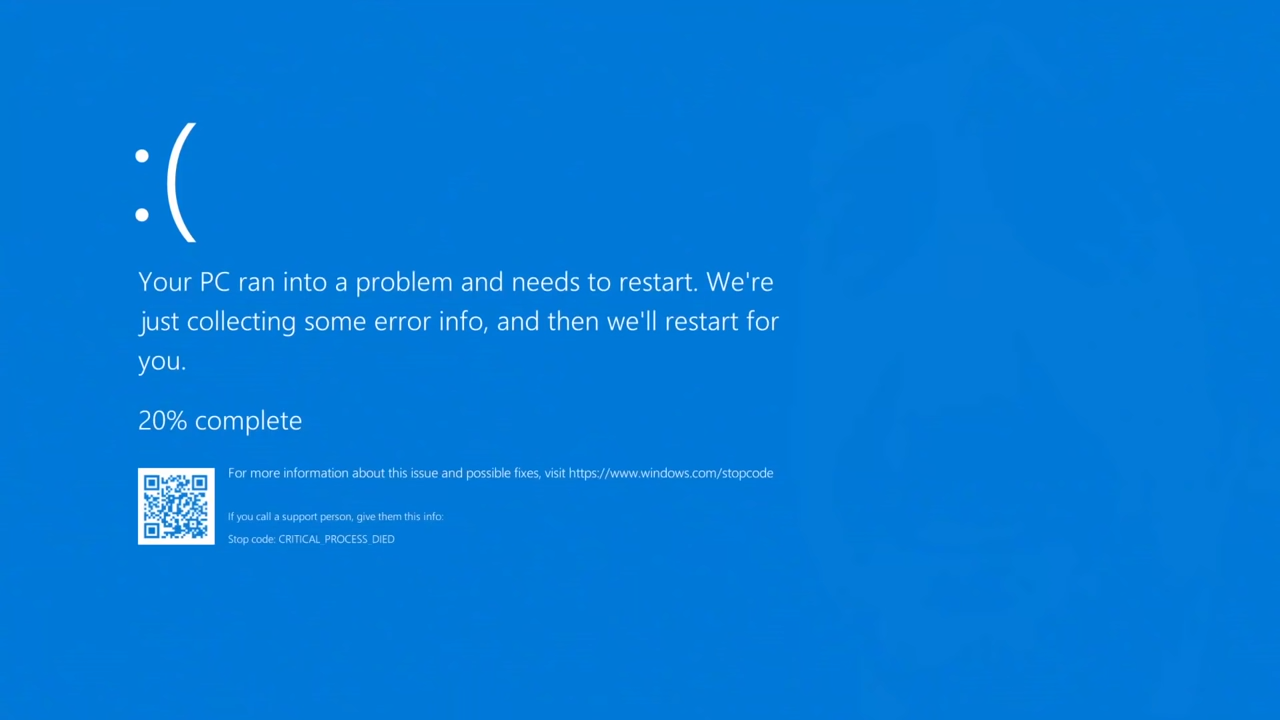 :(
Your PC ran into a problem and needs to restart. We're
just collecting some error info, and then we'll restart for
you.
20% complete
For more information about this issue and possible fixes, visit https://www.windows.com/stopcode
If you call a support person, give them this info:
Stop code: CRITICAL_PROCESS_DIED